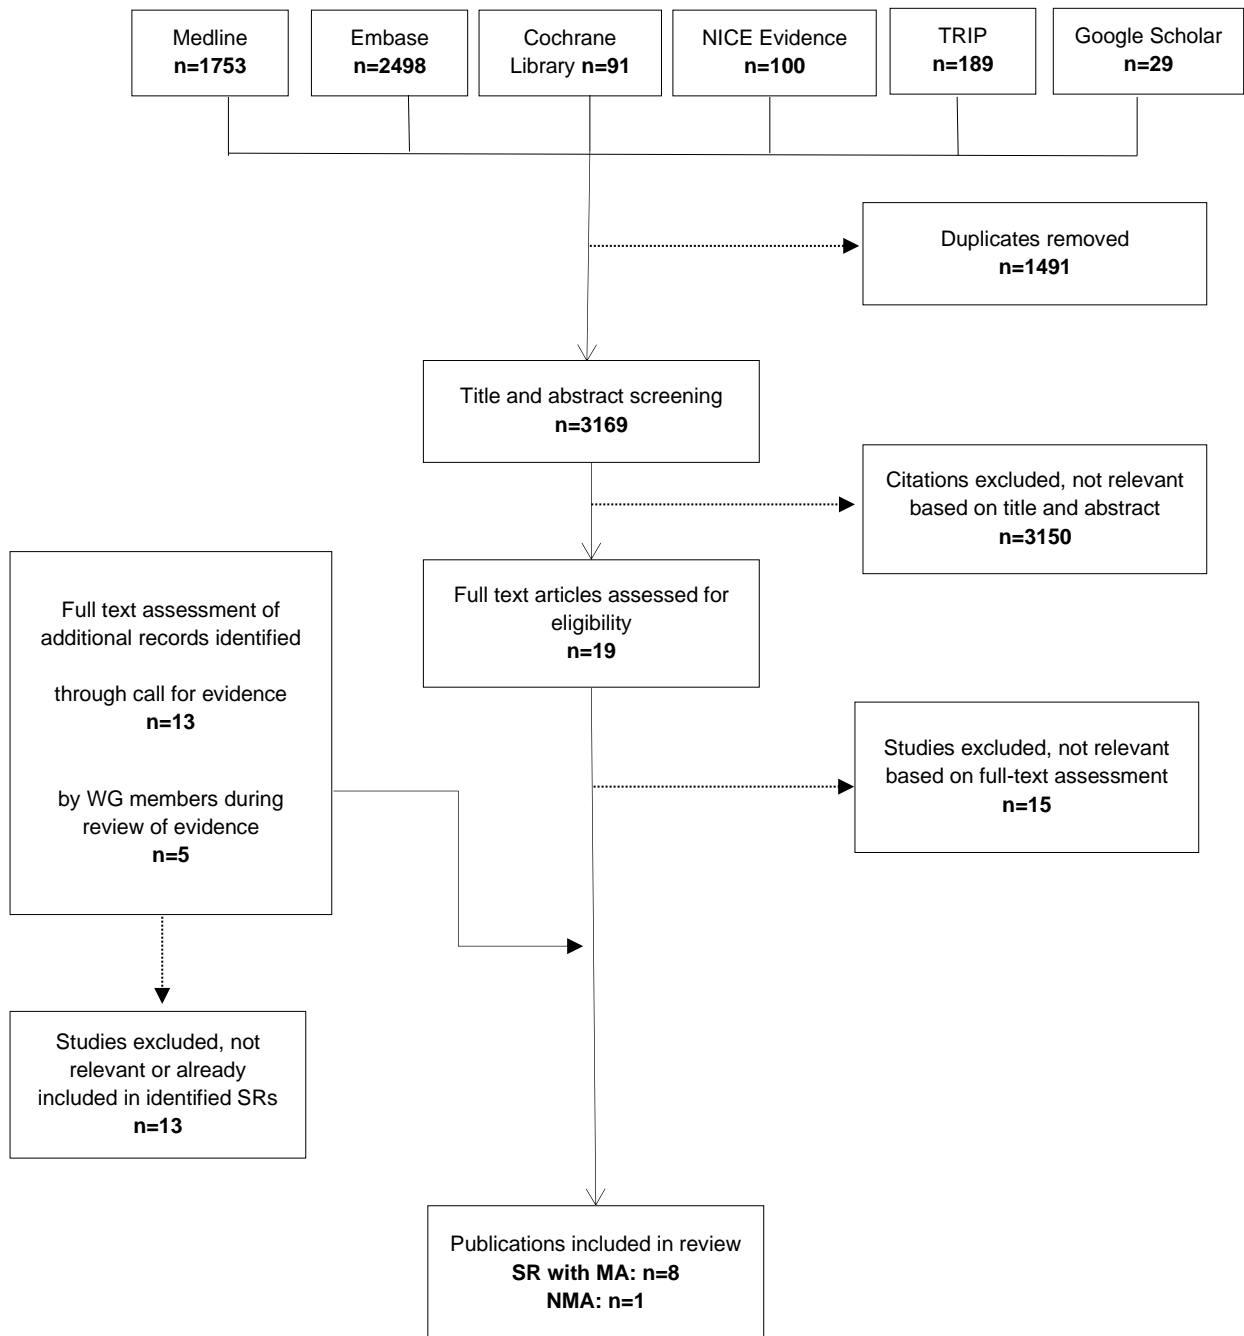 Medline
n=1753
Embase
n=2498
Cochrane
Library n=91
NICE Evidence
n=100
TRIP
n=189
Google Scholar
n=29
Duplicates removed
n=1491
Title and abstract screening
n=3169
Citations excluded, not relevant
based on title and abstract
n=3150
Full text articles assessed for
eligibility
n=19
Full text assessment of
additional records identified
through call for evidence
n=13
by WG members during
review of evidence
n=5
Studies excluded, not relevant
based on full-text assessment
n=15
Studies excluded, not
relevant or already
included in identified SRs
n=13
Publications included in review
SR with MA: n=8
NMA: n=1